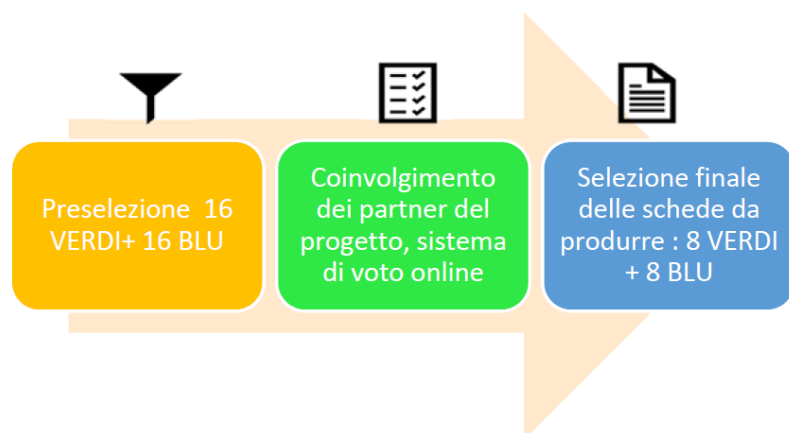 Preselezione 16
VERDI+ 16 BLU
Coinvolgimento
dei partner del
progetto, sistema
di voto online
Selezione finale
delle schede da
produrre : 8 VERDI
+ 8 BLU